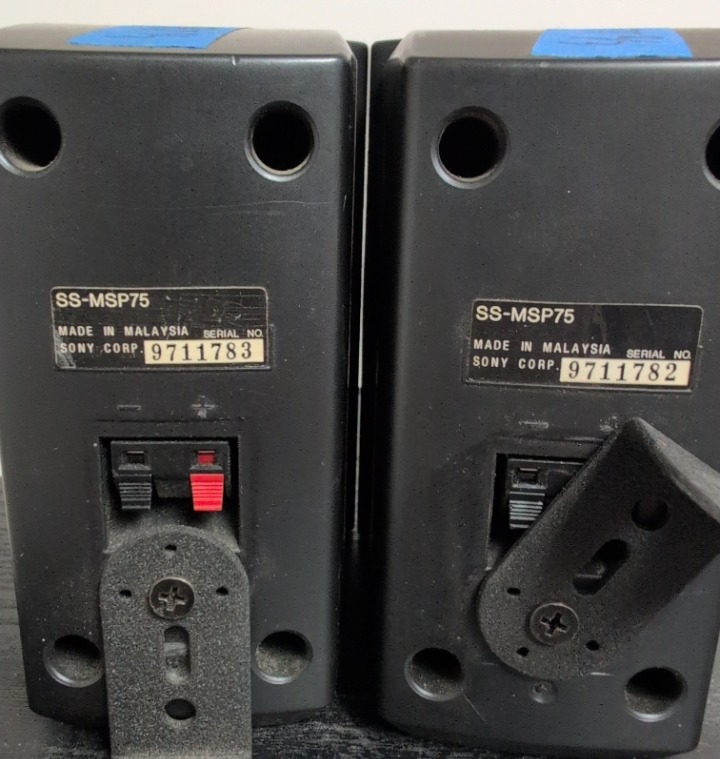 SS-MSP75
MADE IN MALAYSIA SERIAL NO.
SONY CORP. 9711783
- +
SS-MSP75
MADE IN MALAYSIA SERIAL NO.
SONY CORP. 9711782